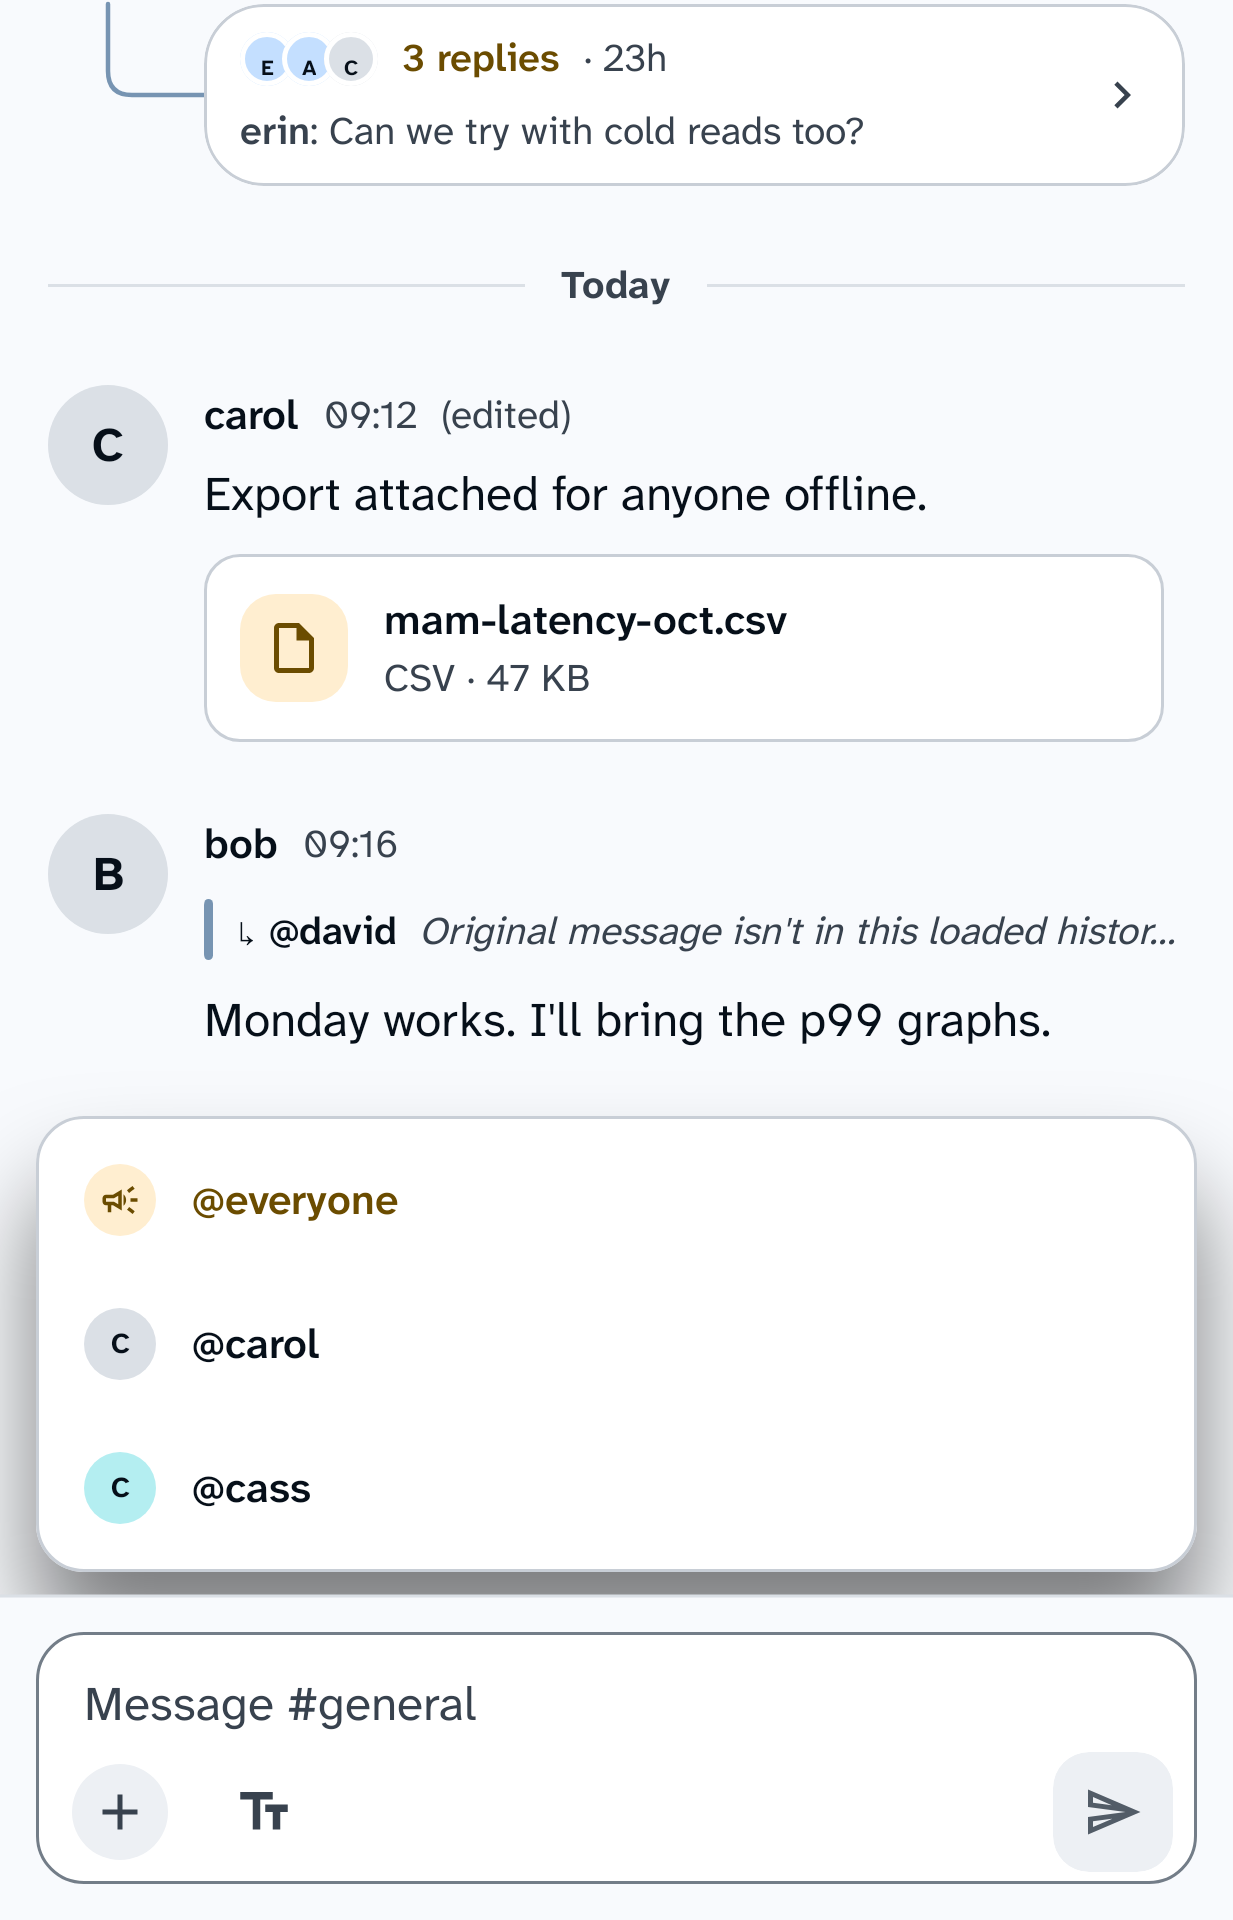 E A C 3 replies · 23h
erin: Can we try with cold reads too?
Today
C
carol 09:12 (edited)
Export attached for anyone offline.
mam-latency-oct.csv
CSV · 47 KB
B
bob 09:16
↳ @david Original message isn't in this loaded histor...
Monday works. I'll bring the p99 graphs.
@everyone
C @carol
C @cass
Message #general
Tт